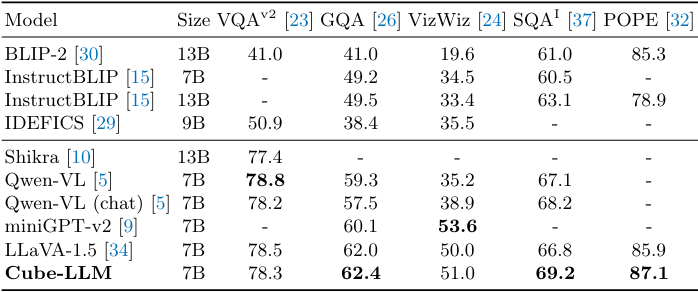 Model Size VQAv2 [23] GQA [26] VizWiz [24] SQAI [37] POPE [32]
BLIP-2 [30] 13B 41.0 41.0 19.6 61.0 85.3
InstructBLIP [15] 7B - 49.2 34.5 60.5 -
InstructBLIP [15] 13B - 49.5 33.4 63.1 78.9
IDEFICS [29] 9B 50.9 38.4 35.5 - -
Shikra [10] 13B 77.4 - - - -
Qwen-VL [5] 7B 78.8 59.3 35.2 67.1 -
Qwen-VL (chat) [5] 7B 78.2 57.5 38.9 68.2 -
miniGPT-v2 [9] 7B - 60.1 53.6 - -
LLaVA-1.5 [34] 7B 78.5 62.0 50.0 66.8 85.9
Cube-LLM 7B 78.3 62.4 51.0 69.2 87.1